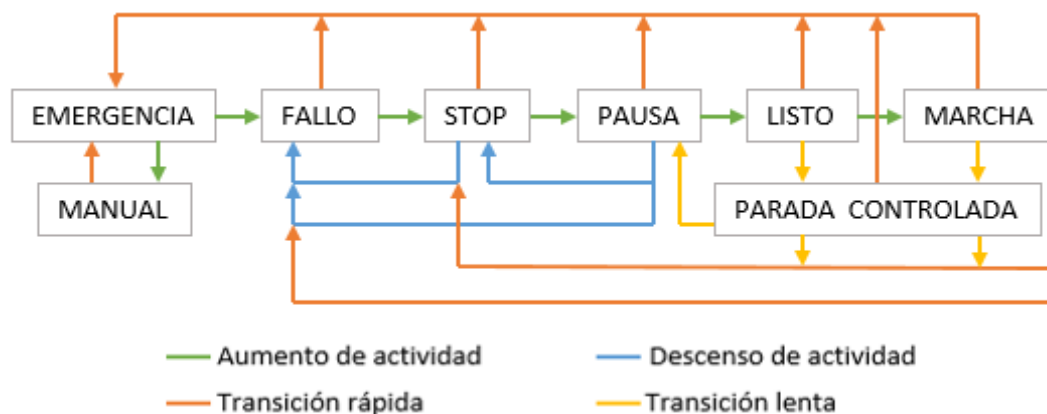 EMERGENCIA
FALLO
STOP
PAUSA
LISTO
MARCHA
MANUAL
PARADA CONTROLADA
Aumento de actividad
Descenso de actividad
Transición rápida
Transición lenta